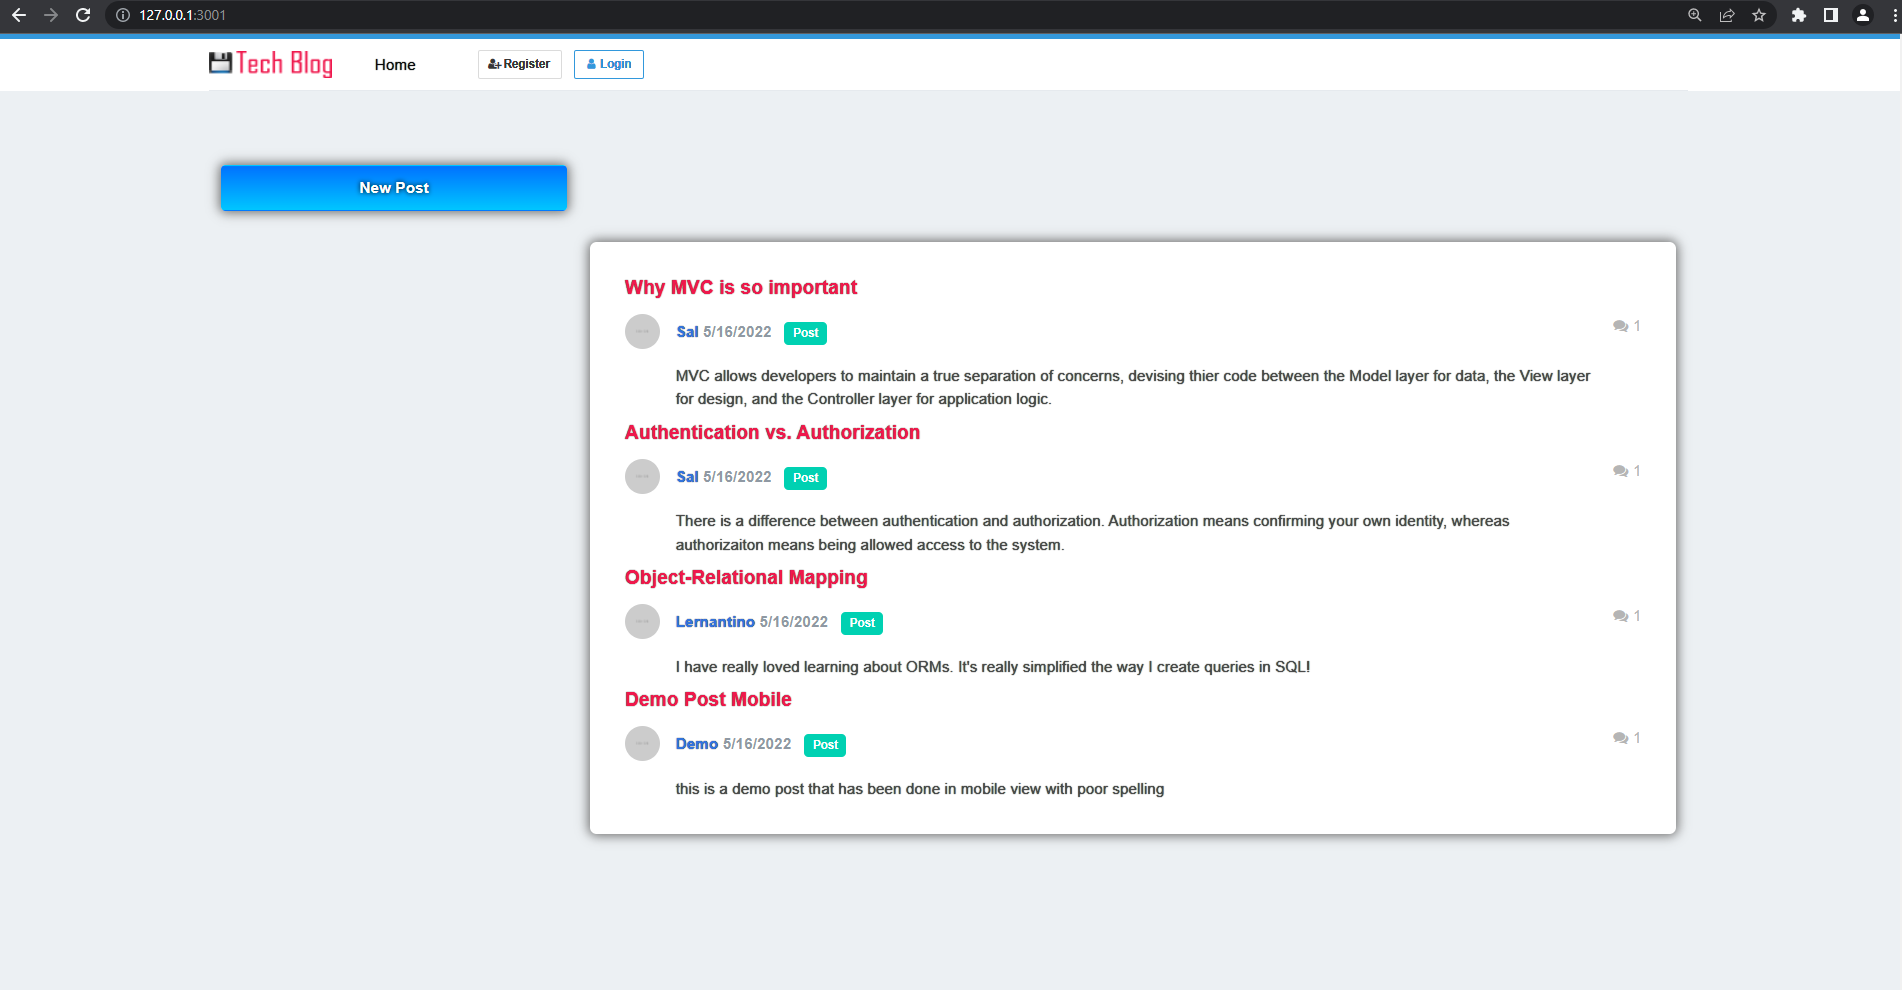 127.0.0.1:3001
Tech Blog Home Register Login
New Post
Why MVC is so important
Sal 5/16/2022 Post 1
MVC allows developers to maintain a true separation of concerns, devising thier code between the Model layer for data, the View layer
for design, and the Controller layer for application logic.
Authentication vs. Authorization
Sal 5/16/2022 Post 1
There is a difference between authentication and authorization. Authorization means confirming your own identity, whereas
authorizaiton means being allowed access to the system.
Object-Relational Mapping
Lernantino 5/16/2022 Post 1
I have really loved learning about ORMs. It's really simplified the way I create queries in SQL!
Demo Post Mobile
Demo 5/16/2022 Post 1
this is a demo post that has been done in mobile view with poor spelling